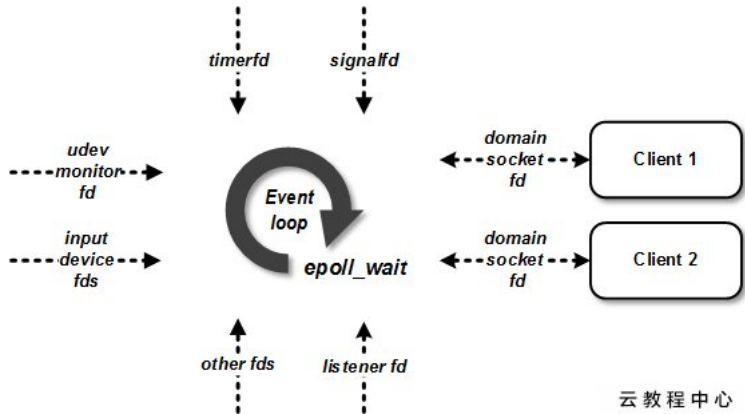 timerfd
signalfd
udev
monitor
fd
domain
socket
fd
Client 1
Event
loop
epoll_wait
input
device
fds
domain
socket
fd
Client 2
other fds
listener fd
云教程中心